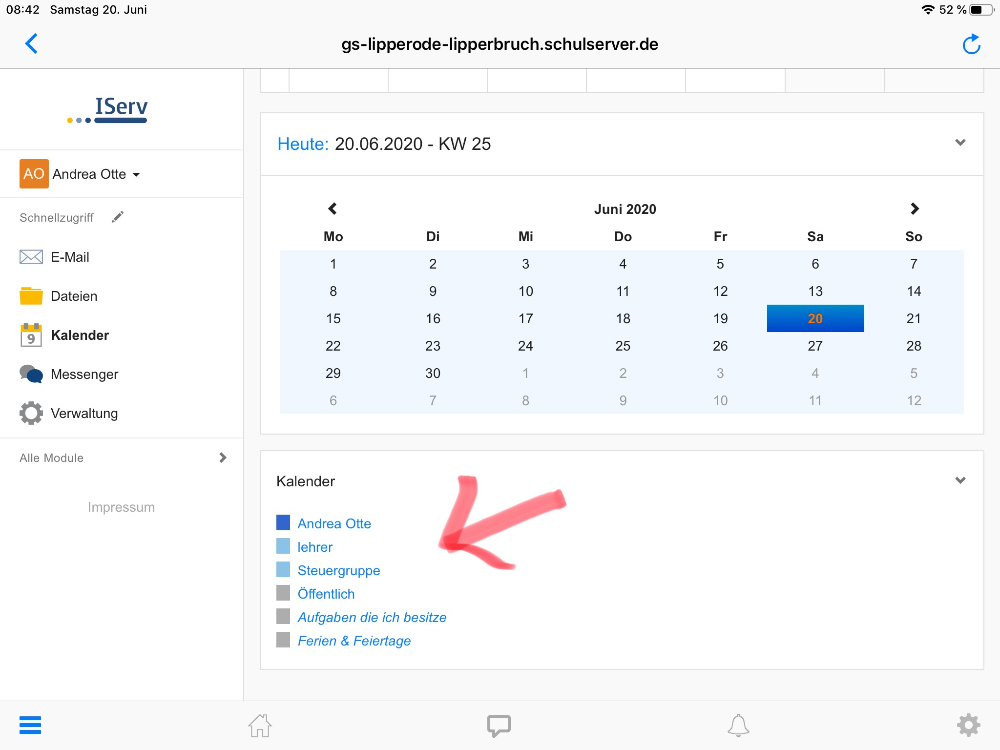 08:42 Samstag 20. Juni 52 %
gs-lipperode-lipperbruch.schulserver.de
IServ
AO Andrea Otte
Schnellzugriff
E-Mail
Dateien
9 Kalender
Messenger
Verwaltung
Alle Module
Impressum
Heute: 20.06.2020 - KW 25
Juni 2020
Mo Di Mi Do Fr Sa So
1 2 3 4 5 6 7
8 9 10 11 12 13 14
15 16 17 18 19 20 21
22 23 24 25 26 27 28
29 30 1 2 3 4 5
6 7 8 9 10 11 12
Kalender
Andrea Otte
lehrer
Steuergruppe
Öffentlich
Aufgaben die ich besitze
Ferien & Feiertage